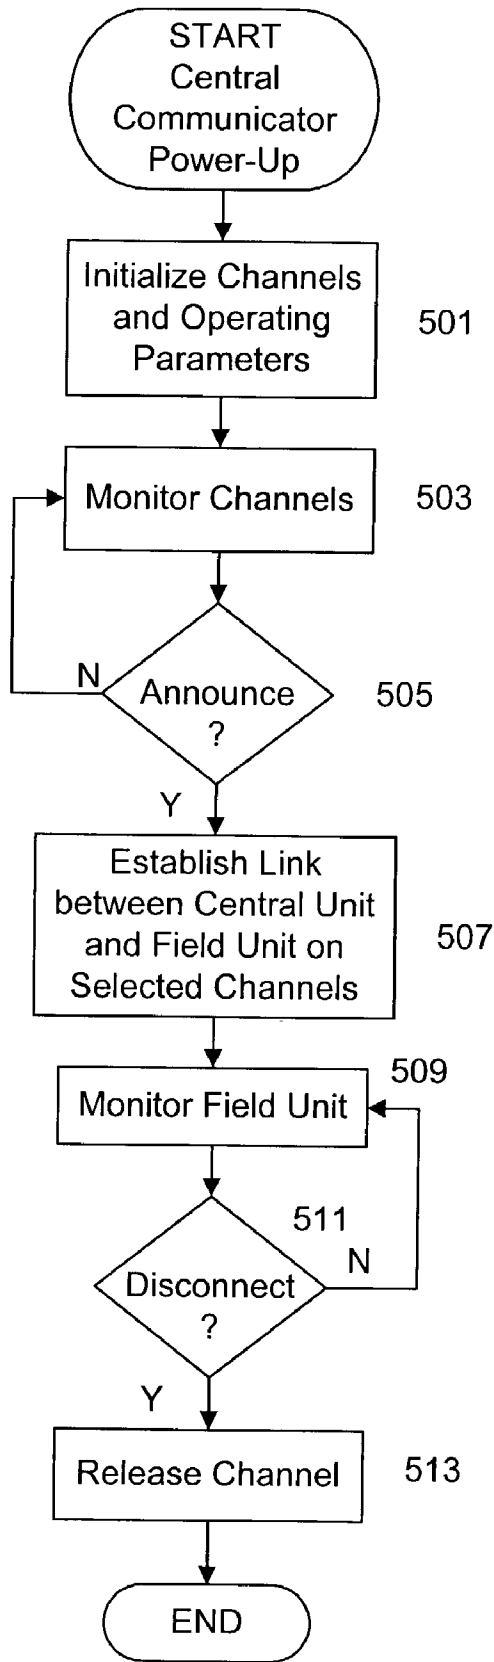 START
Central
Communicator
Power-Up
Initialize Channels
and Operating
Parameters
501
Monitor Channels
503
N
Announce
?
505
Y
Establish Link
between Central Unit
and Field Unit on
Selected Channels
507
509
Monitor Field Unit
511
N
Disconnect
?
Y
Release Channel
513
END